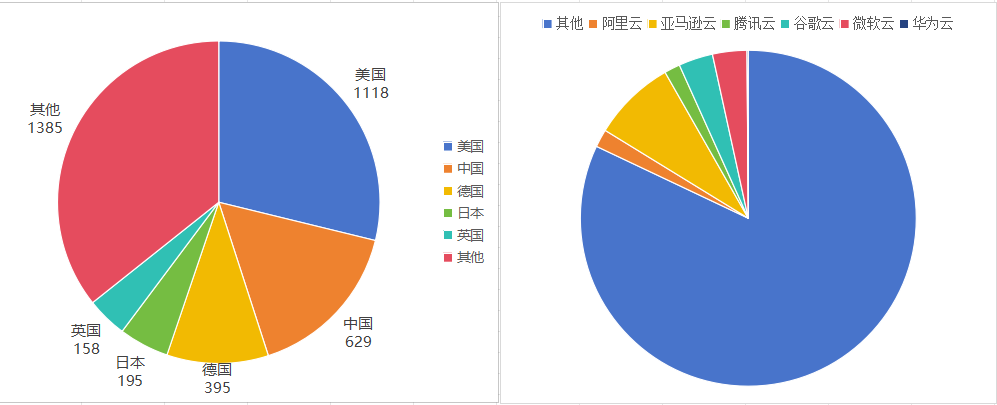 美国
1118
其他
1385
美国
中国
德国
日本
英国
其他
中国
629
英国
158
日本
195
德国
395
其他 阿里云 亚马逊云 腾讯云 谷歌云 微软云 华为云